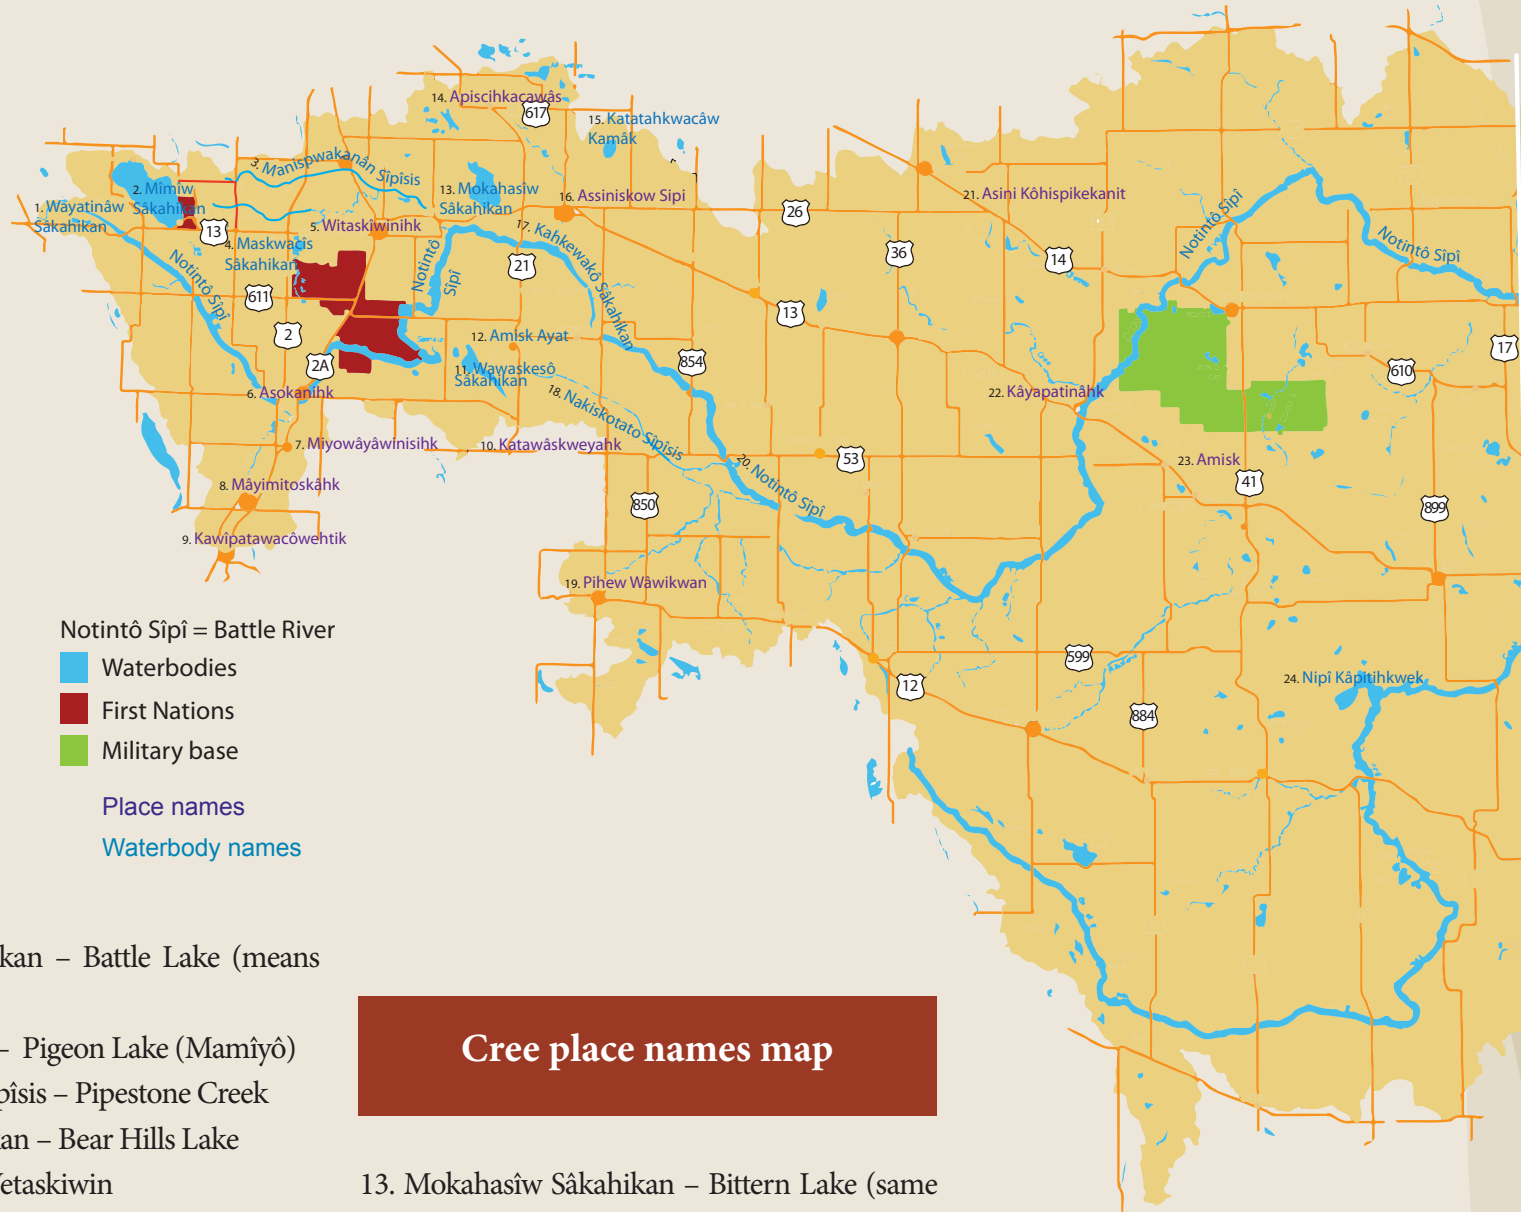 14. Apiscihkacawâs
617
15. Katatahkwacâw
Kamâk
3. Manispwakanân Sîpîsis
2. Mîmîw
Sâkahikan
13. Mokahasîw
Sâkahikan
16. Assiniskow Sipi
21. Asini Kôhispikekanit
1. Wayatinâw
Sâkahikan
26
13
5. Witaskîwinihk
17. Kahkewakô Sâkahikan
Notintô Sîpî
Notintô Sîpî
4. Maskwacîs
Sâkahikan
36
14
Notintô
Sîpî
21
Notintô Sîpî
611
13
2
12. Amisk Ayat
17
2A
854
610
11. Wawaskesô
Sâkahikan
6. Asokanihk
18. Nakiskotato Sîpîsis
22. Kâyapatinâhk
7. Miyowâyâwinisihk
10. Katawâskweyahk
53
23. Amisk
20. Notintô Sîpî
41
8. Mâyimitoskâhk
850
899
9. Kawîpatawacôwehtik
19. Pihew Wâwikwan
Notintô Sîpî = Battle River
Waterbodies
First Nations
Military base
Place names
Waterbody names
599
12
884
24. Nipî Kâpitihkwek
kan – Battle Lake (means
– Pigeon Lake (Mamîyô)
pîsis – Pipestone Creek
kan – Bear Hills Lake
Wetaskiwin
Cree place names map
13. Mokahasîw Sâkahikan – Bittern Lake (same